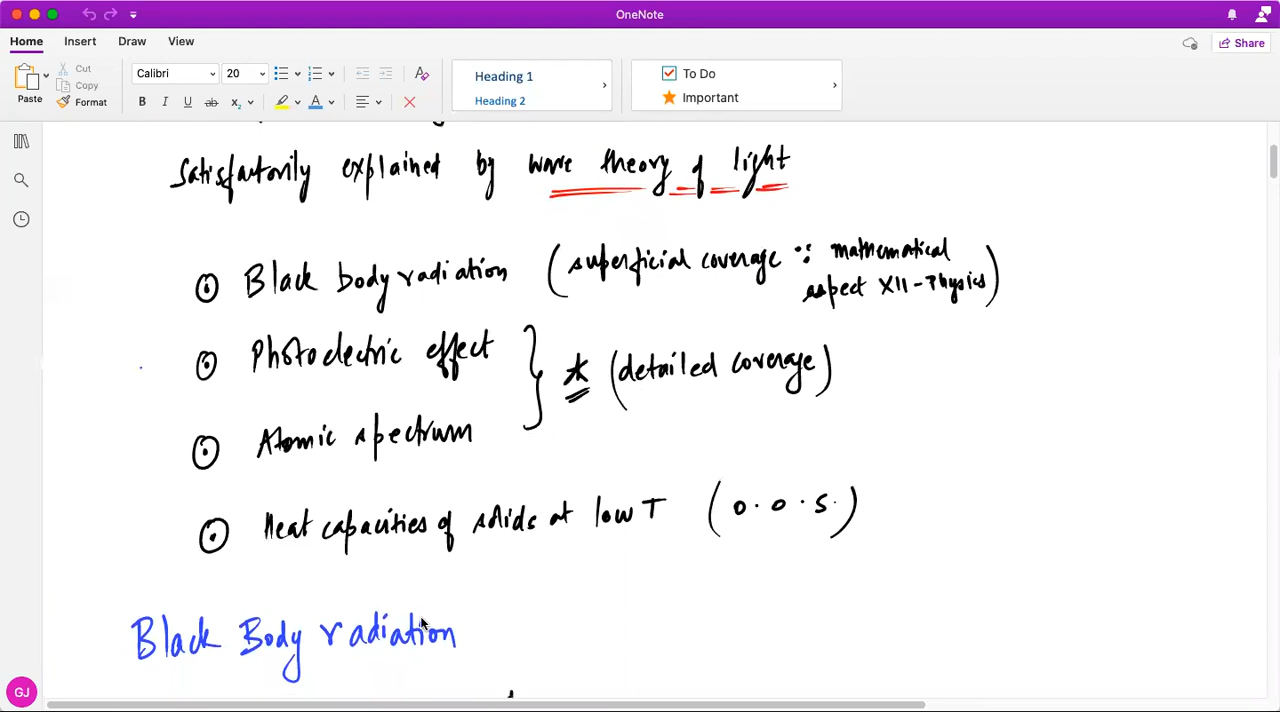 OneNote
Home Insert Draw View
Share
Paste
Cut
Copy
Format
Calibri 20
B I U ab x₂ A
Heading 1
Heading 2
To Do
Important
Satisfactorily explained by wave theory of light
Black body radiation (superficial coverage ∵ mathematical
aspect XII-Physics)
Photoelectric effect
* (detailed coverage)
Atomic spectrum
Heat capacities of solids at low T (O.O.S.)
Black Body radiation
GJ